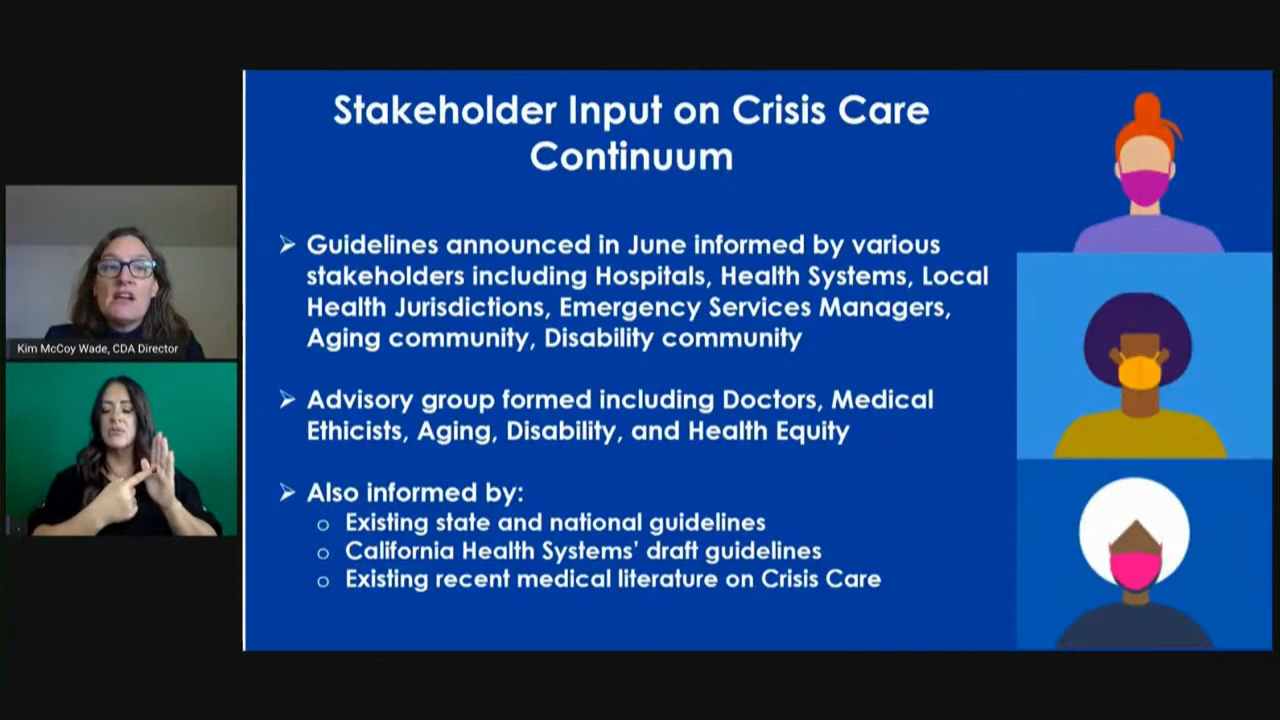 Stakeholder Input on Crisis Care
Continuum
Guidelines announced in June informed by various
stakeholders including Hospitals, Health Systems, Local
Health Jurisdictions, Emergency Services Managers,
Aging community, Disability community
Advisory group formed including Doctors, Medical
Ethicists, Aging, Disability, and Health Equity
Also informed by:
Existing state and national guidelines
California Health Systems' draft guidelines
Existing recent medical literature on Crisis Care
Kim McCoy Wade, CDA Director